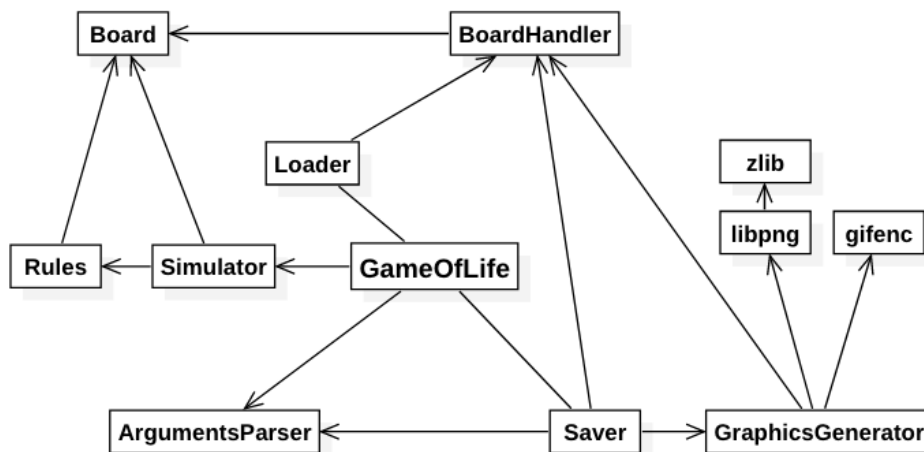 Board
BoardHandler
Loader
zlib
libpng
gifenc
Rules
Simulator
GameOfLife
ArgumentsParser
Saver
GraphicsGenerator